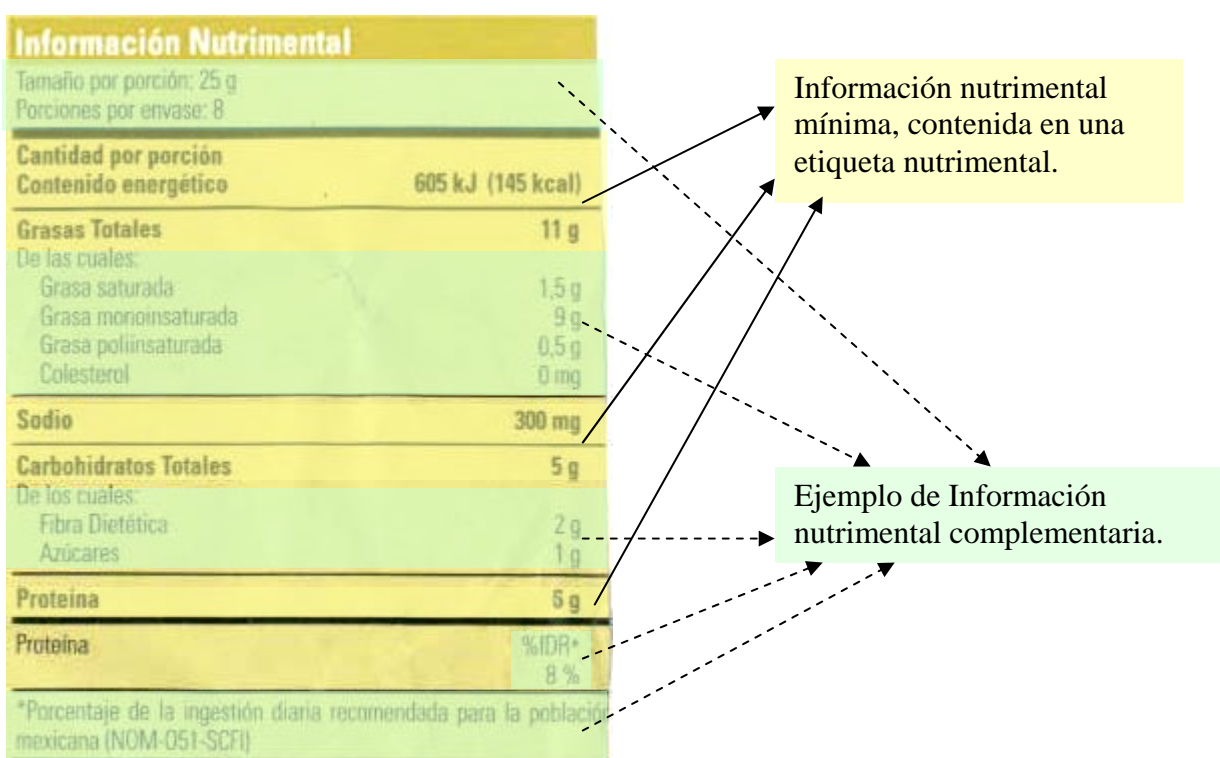 Información Nutrimental
Tamaño por porción: 25 g
Porciones por envase: 8
Cantidad por porción
Contenido energético 605 kJ (145 kcal)
Grasas Totales 11 g
De las cuales:
Grasa saturada 1,5 g
Grasa monoinsaturada 9 g
Grasa poliinsaturada 0,5 g
Colesterol 0 mg
Sodio 300 mg
Carbohidratos Totales 5 g
De los cuales:
Fibra Dietética 2 g
Azúcares 1 g
Proteína 6 g
Proteína %IDR*
8 %
*Porcentaje de la ingestión diaria recomendada para la población
mexicana (NOM-051-SCFI)
Información nutrimental
mínima, contenida en una
etiqueta nutrimental.
Ejemplo de Información
nutrimental complementaria.